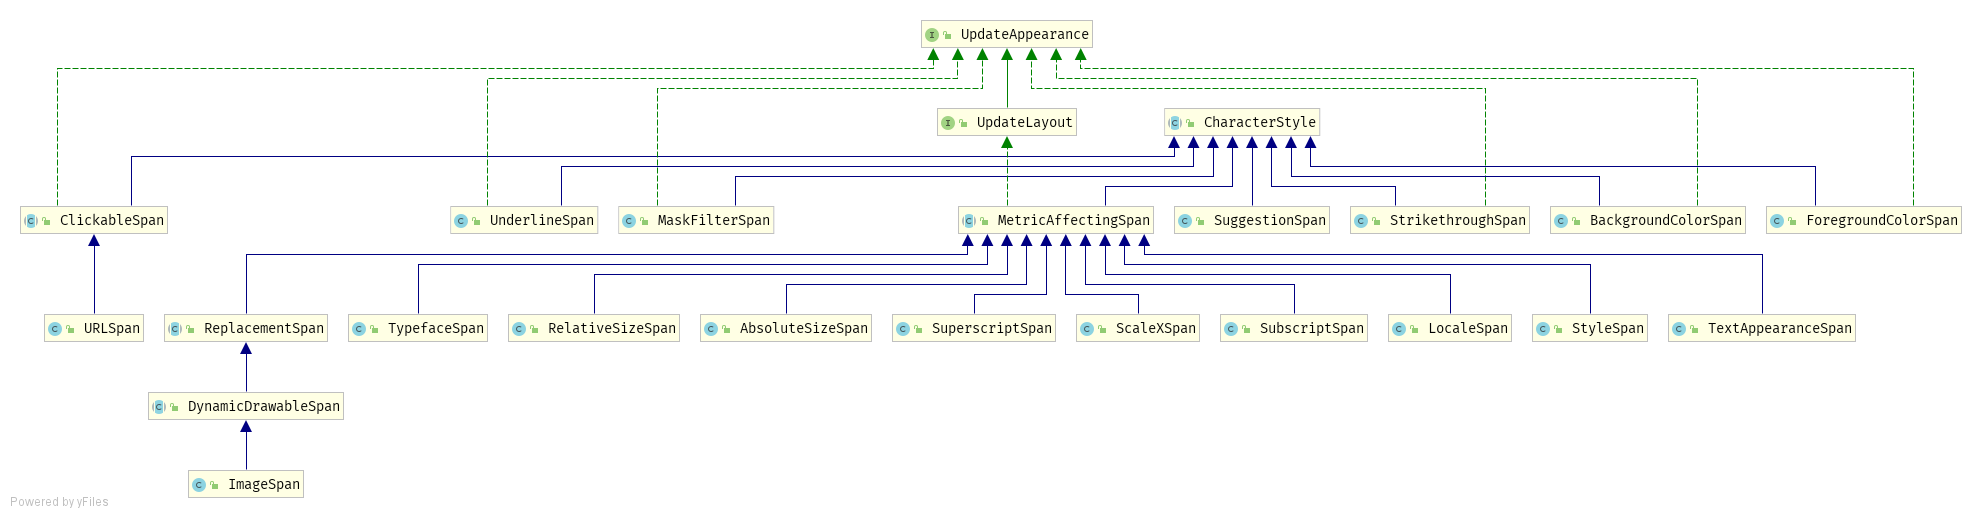 UpdateAppearance
UpdateLayout
CharacterStyle
ClickableSpan
UnderlineSpan
MaskFilterSpan
MetricAffectingSpan
SuggestionSpan
StrikethroughSpan
BackgroundColorSpan
ForegroundColorSpan
URLSpan
ReplacementSpan
TypefaceSpan
RelativeSizeSpan
AbsoluteSizeSpan
SuperscriptSpan
ScaleXSpan
SubscriptSpan
LocaleSpan
StyleSpan
TextAppearanceSpan
DynamicDrawableSpan
ImageSpan
Powered by yFiles